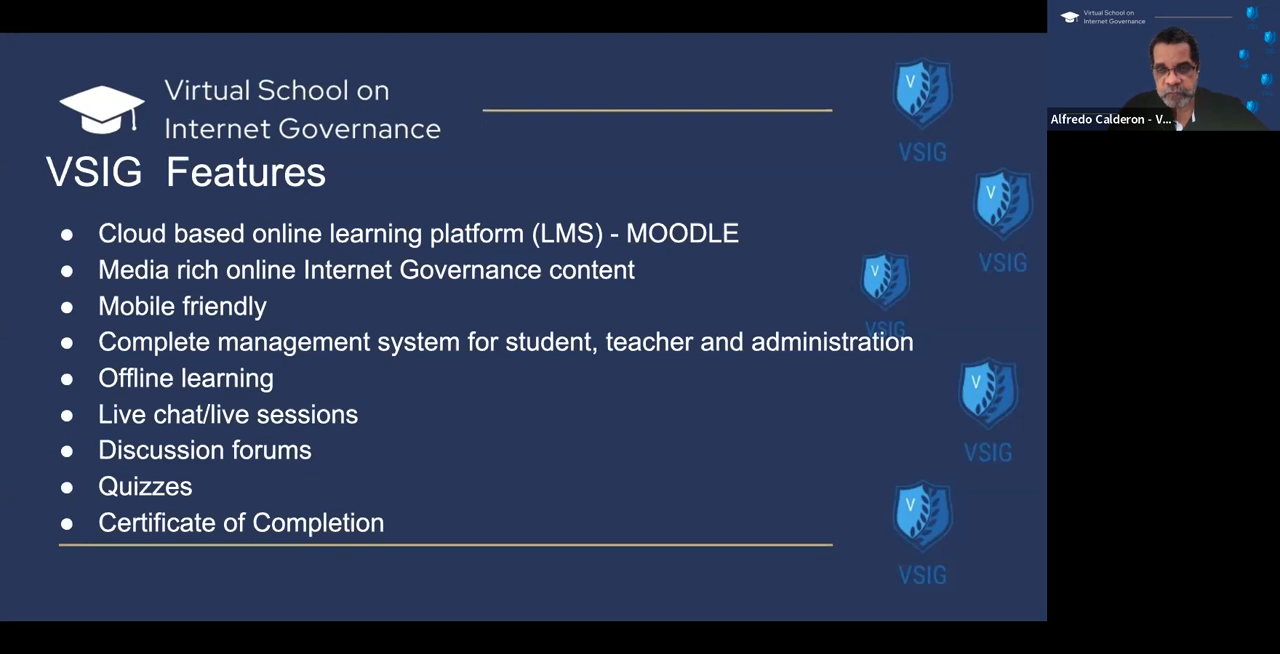 Virtual School on
Internet Governance
VSIG Features
● Cloud based online learning platform (LMS) - MOODLE
● Media rich online Internet Governance content
● Mobile friendly
● Complete management system for student, teacher and administration
● Offline learning
● Live chat/live sessions
● Discussion forums
● Quizzes
● Certificate of Completion
V
VSIG
V
VSIG
V
VSIG
V
VSIG
V
VSIG
Virtual School on
Internet Governance
Alfredo Calderon - V...